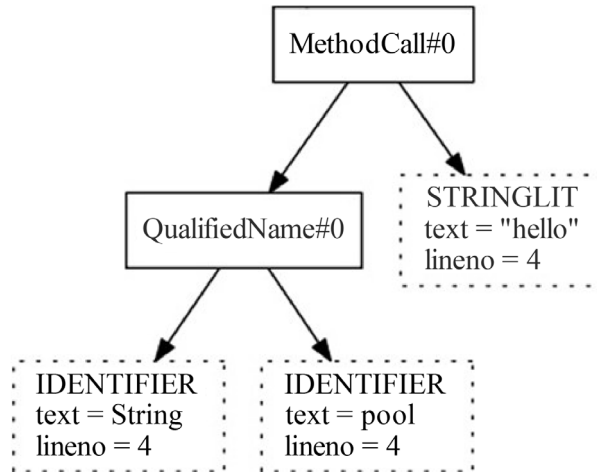 MethodCall#0
STRINGLIT
text = "hello"
lineno = 4
QualifiedName#0
IDENTIFIER
text = String
lineno = 4
IDENTIFIER
text = pool
lineno = 4